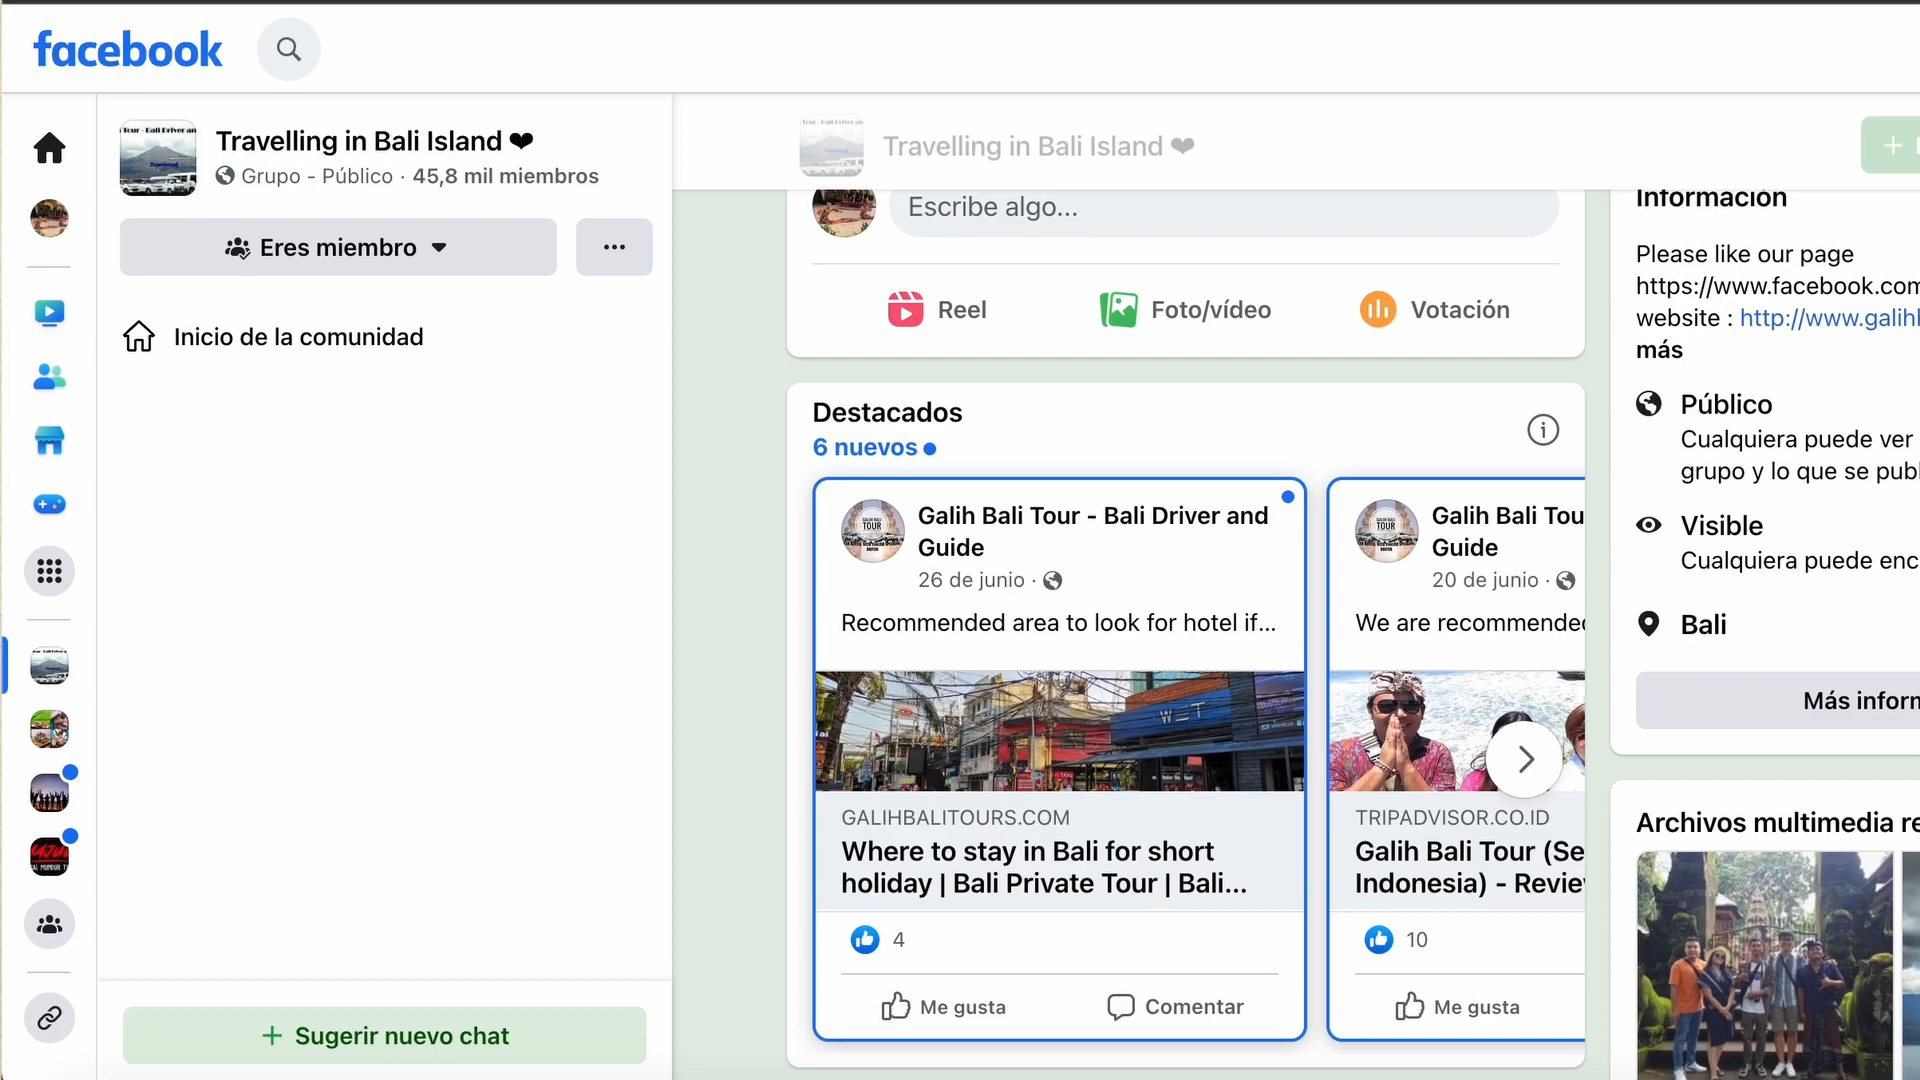 facebook
Travelling in Bali Island ❤
Grupo - Público · 45,8 mil miembros
Eres miembro
Inicio de la comunidad
+ Sugerir nuevo chat
Travelling in Bali Island ❤
Escribe algo...
Reel
Foto/vídeo
Votación
Destacados
6 nuevos
Galih Bali Tour - Bali Driver and
Guide
26 de junio ·
Recommended area to look for hotel if...
WET
GALIHBALITOURS.COM
Where to stay in Bali for short
holiday | Bali Private Tour | Bali...
4
Me gusta
Comentar
Galih Bali Tou
Guide
20 de junio ·
We are recommended
TRIPADVISOR.CO.ID
Galih Bali Tour (Se
Indonesia) - Revie
10
Me gusta
Información
Please like our page
https://www.facebook.com
website : http://www.galih
más
Público
Cualquiera puede ver
grupo y lo que se publ
Visible
Cualquiera puede enc
Bali
Más inform
Archivos multimedia re